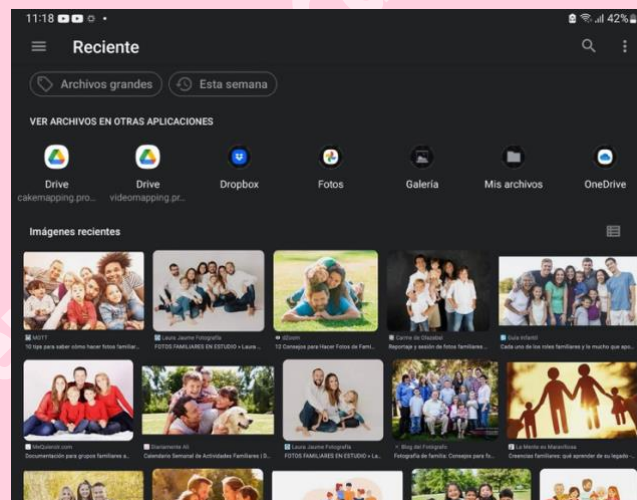 11:18
42%
Reciente
Archivos grandes
Esta semana
VER ARCHIVOS EN OTRAS APLICACIONES
Drive
cakemapping.pro...
Drive
videomapping.pr...
Dropbox
Fotos
Galería
Mis archivos
OneDrive
Imágenes recientes
MOTT
10 tips para saber cómo hacer fotos familiar...
Laura Jaume Fotografía
FOTOS FAMILIARES EN ESTUDIO » Laura ...
dZoom
12 Consejos para Hacer Fotos de Fami...
Carme de Olazabal
Reportaje y sesión de fotos familiares ...
Guía Infantil
Cada uno de los roles familiares y lo mucho que apo...
Documentación para grupos familiares a...
Diariamente Ali
Calendario Semanal de Actividades Familiares | D...
Laura Jaume Fotografía
FOTOS FAMILIARES EN ESTUDIO » La...
Blog del Fotógrafo
Fotografía de familia: Consejos para fo...
La Mente es Maravillosa
Creencias familiares: qué aprender de su legado -...